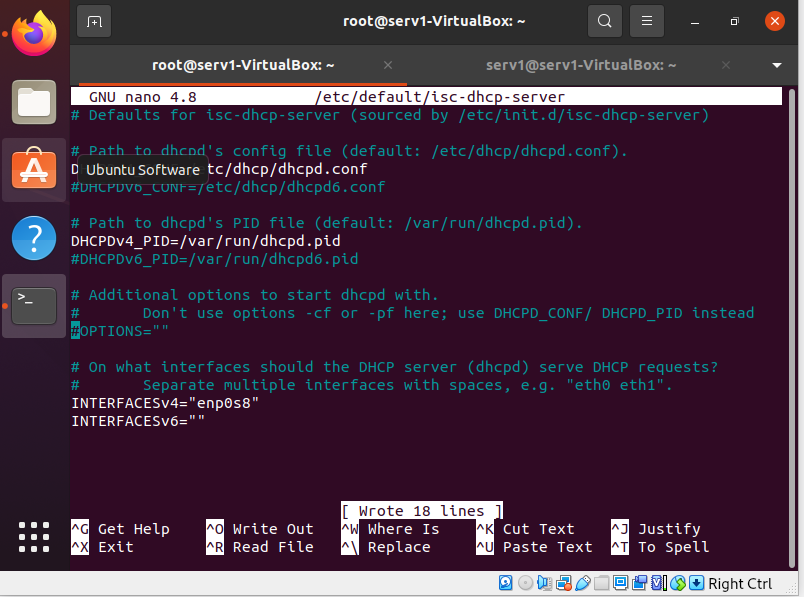 root@serv1-VirtualBox: ~
root@serv1-VirtualBox: ~
serv1@serv1-VirtualBox: ~
GNU nano 4.8 /etc/default/isc-dhcp-server
# Defaults for isc-dhcp-server (sourced by /etc/init.d/isc-dhcp-server)
# Path to dhcpd's config file (default: /etc/dhcp/dhcpd.conf).
D tc/dhcp/dhcpd.conf
Ubuntu Software
#DHCPDv6_CONF=/etc/dhcp/dhcpd6.conf
# Path to dhcpd's PID file (default: /var/run/dhcpd.pid).
DHCPDv4_PID=/var/run/dhcpd.pid
#DHCPDv6_PID=/var/run/dhcpd6.pid
# Additional options to start dhcpd with.
# Don't use options -cf or -pf here; use DHCPD_CONF/ DHCPD_PID instead
#OPTIONS=""
# On what interfaces should the DHCP server (dhcpd) serve DHCP requests?
# Separate multiple interfaces with spaces, e.g. "eth0 eth1".
INTERFACESv4="enp0s8"
INTERFACESv6=""
[ Wrote 18 lines ]
^G Get Help ^O Write Out ^W Where Is ^K Cut Text ^J Justify
^X Exit ^R Read File ^\ Replace ^U Paste Text ^T To Spell
Right Ctrl